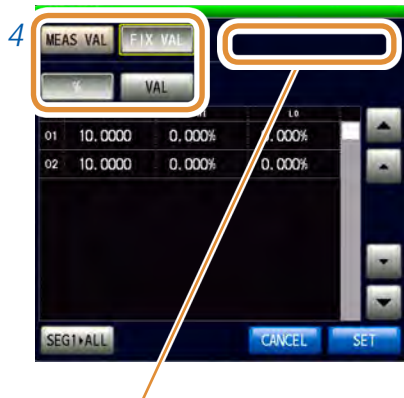 4
MEAS VAL FIX VAL
% VAL
LO
01 10.0000 0.000% 0.000%
02 10.0000 0.000% 0.000%
SEG1▶ALL CANCEL SET